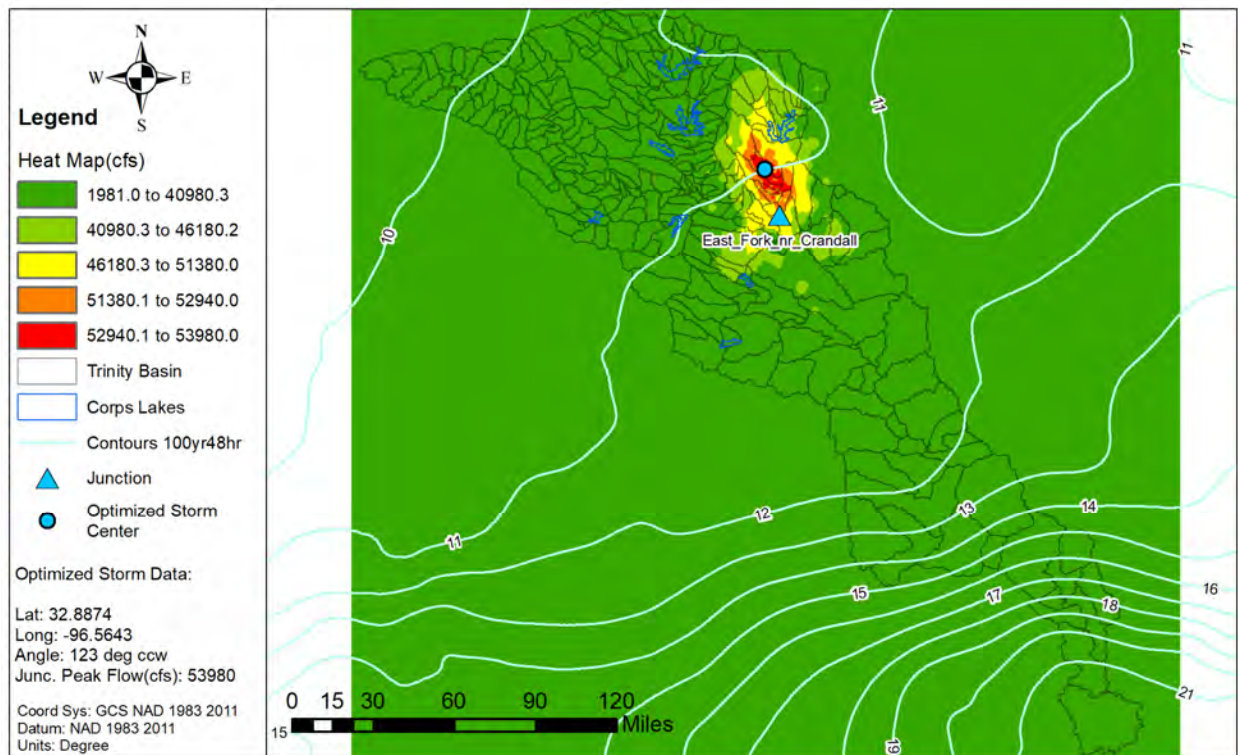 N
W E
S
Legend
Heat Map(cfs)
1981.0 to 40980.3
40980.3 to 46180.2
46180.3 to 51380.0
51380.1 to 52940.0
52940.1 to 53980.0
Trinity Basin
Corps Lakes
Contours 100yr48hr
Junction
Optimized Storm
Center
Optimized Storm Data:
Lat: 32.8874
Long: -96.5643
Angle: 123 deg ccw
Junc. Peak Flow(cfs): 53980
Coord Sys: GCS NAD 1983 2011
Datum: NAD 1983 2011
Units: Degree
11
11
10
East_Fork_nr_Crandall
11
12
13
14
15
16
17
18
21
19
15
0 15 30 60 90 120
Miles